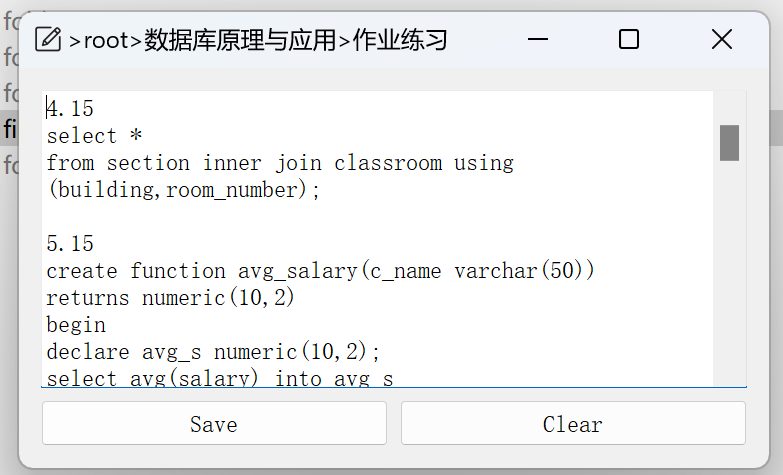 >root>数据库原理与应用>作业练习
4.15
select *
from section inner join classroom using
(building,room_number);
5.15
create function avg_salary(c_name varchar(50))
returns numeric(10,2)
begin
declare avg_s numeric(10,2);
select avg(salary) into avg_s
Save
Clear